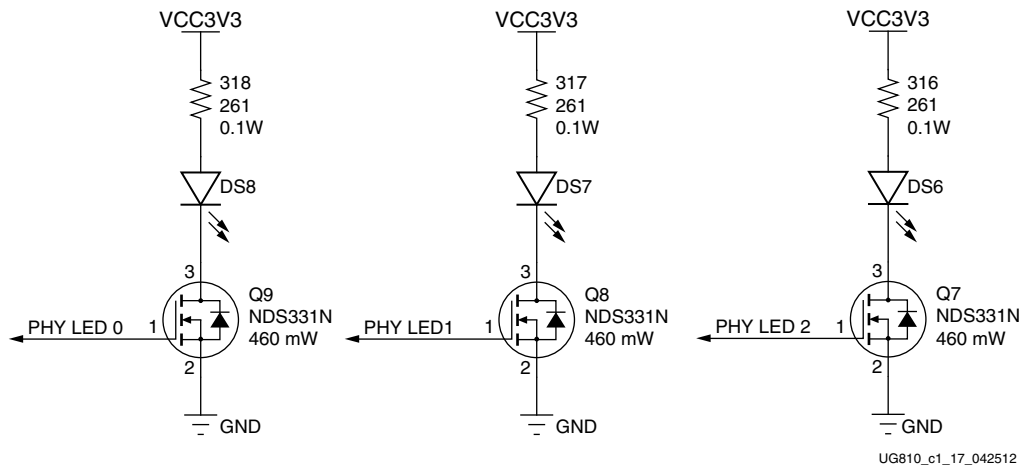 VCC3V3
318
261
0.1W
DS8
3
Q9
NDS331N
460 mW
PHY LED 0
1
2
GND
VCC3V3
317
261
0.1W
DS7
3
Q8
NDS331N
460 mW
PHY LED1
1
2
GND
VCC3V3
316
261
0.1W
DS6
3
Q7
NDS331N
460 mW
PHY LED 2
1
2
GND
UG810_c1_17_042512